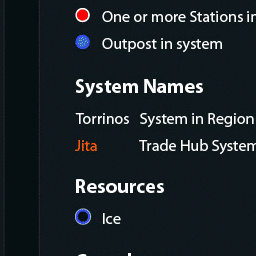 One or more Stations in
Outpost in system
System Names
Torrinos System in Region
Jita Trade Hub System
Resources
Ice